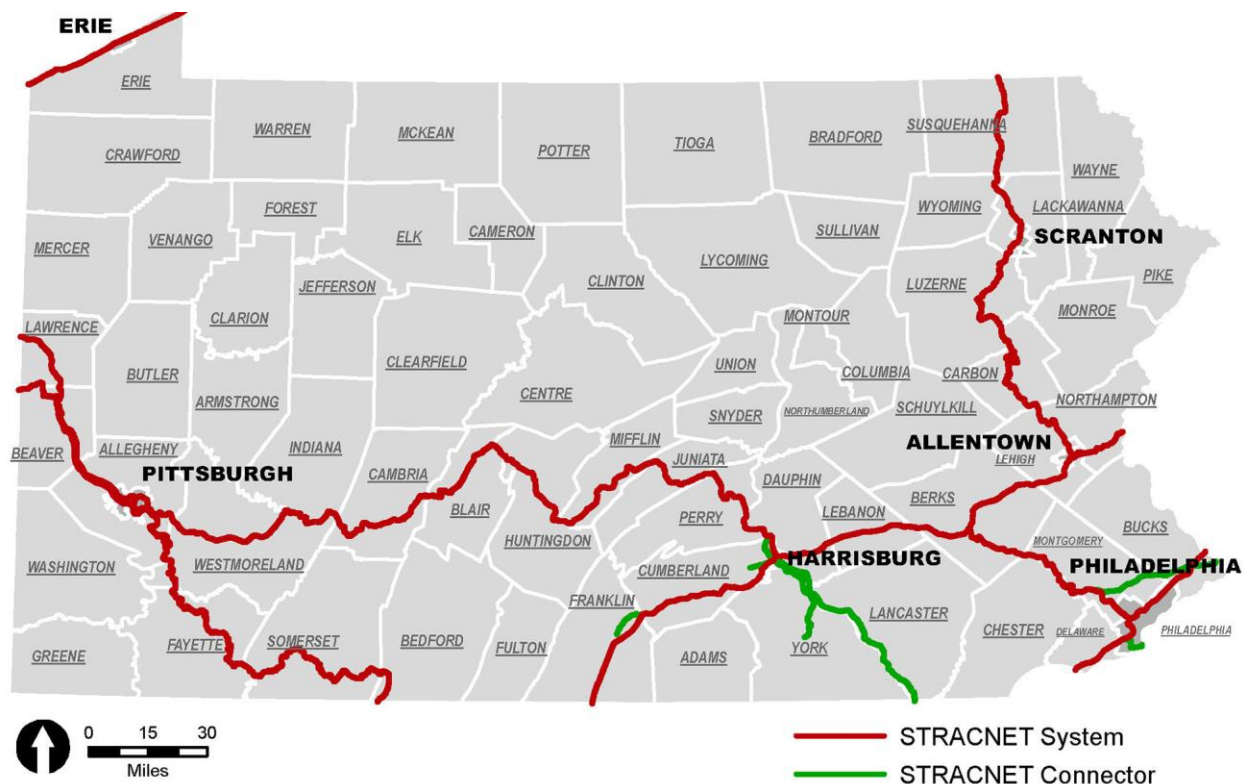 ERIE
ERIE
WARREN
MCKEAN
POTTER
TIOGA
BRADFORD
SUSQUEHANNA
CRAWFORD
WAYNE
FOREST
WYOMING
LACKAWANNA
MERCER
VENANGO
ELK
CAMERON
SULLIVAN
SCRANTON
LYCOMING
PIKE
JEFFERSON
CLINTON
LUZERNE
CLARION
MONTOUR
MONROE
LAWRENCE
CLEARFIELD
UNION
COLUMBIA
CARBON
BUTLER
CENTRE
ARMSTRONG
SNYDER
NORTHUMBERLAND
SCHUYLKILL
NORTHAMPTON
BEAVER
ALLEGHENY
INDIANA
MIFFLIN
ALLENTOWN
LEHIGH
PITTSBURGH
CAMBRIA
JUNIATA
DAUPHIN
BLAIR
PERRY
LEBANON
BERKS
BUCKS
HUNTINGDON
MONTGOMERY
WASHINGTON
WESTMORELAND
CUMBERLAND
HARRISBURG
PHILADELPHIA
FRANKLIN
LANCASTER
GREENE
FAYETTE
SOMERSET
BEDFORD
FULTON
ADAMS
YORK
CHESTER
DELAWARE
PHILADELPHIA
0 15 30
Miles
STRACNET System
STRACNET Connector